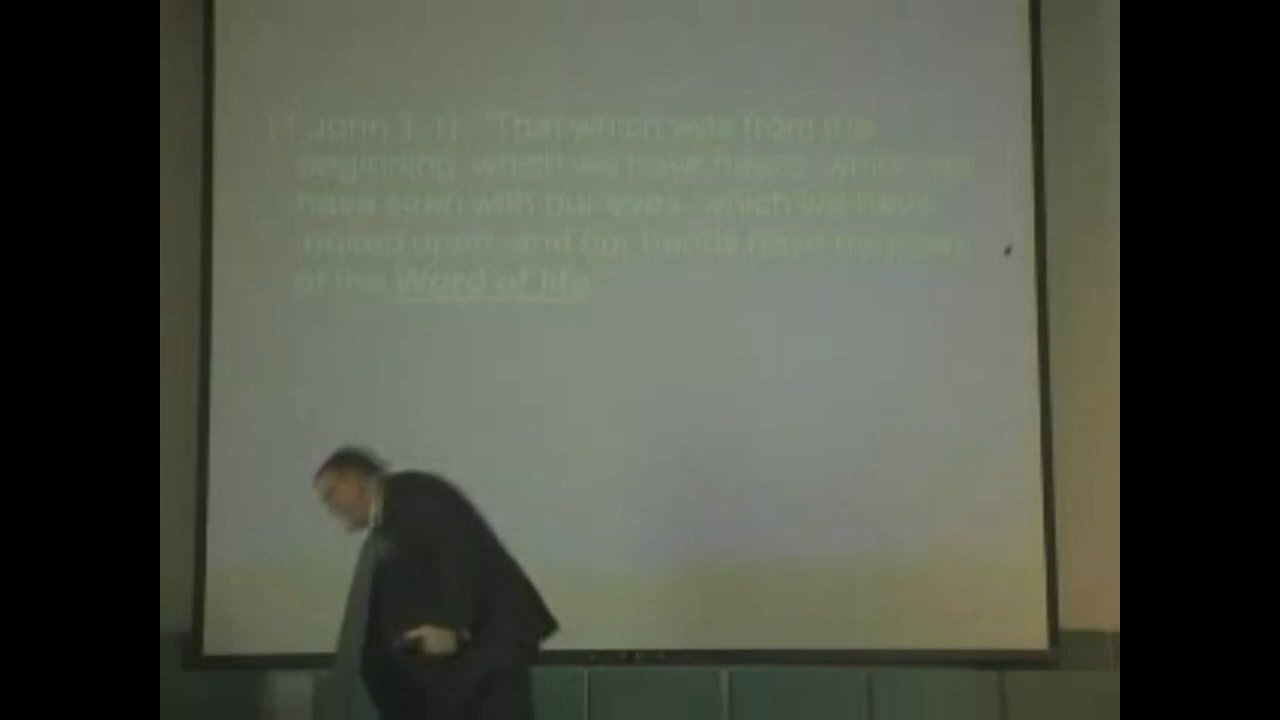 (1 John 1:1) "That which was from the
beginning, which we have heard, which we
have seen with our eyes, which we have
looked upon, and our hands have handled,
of the Word of life